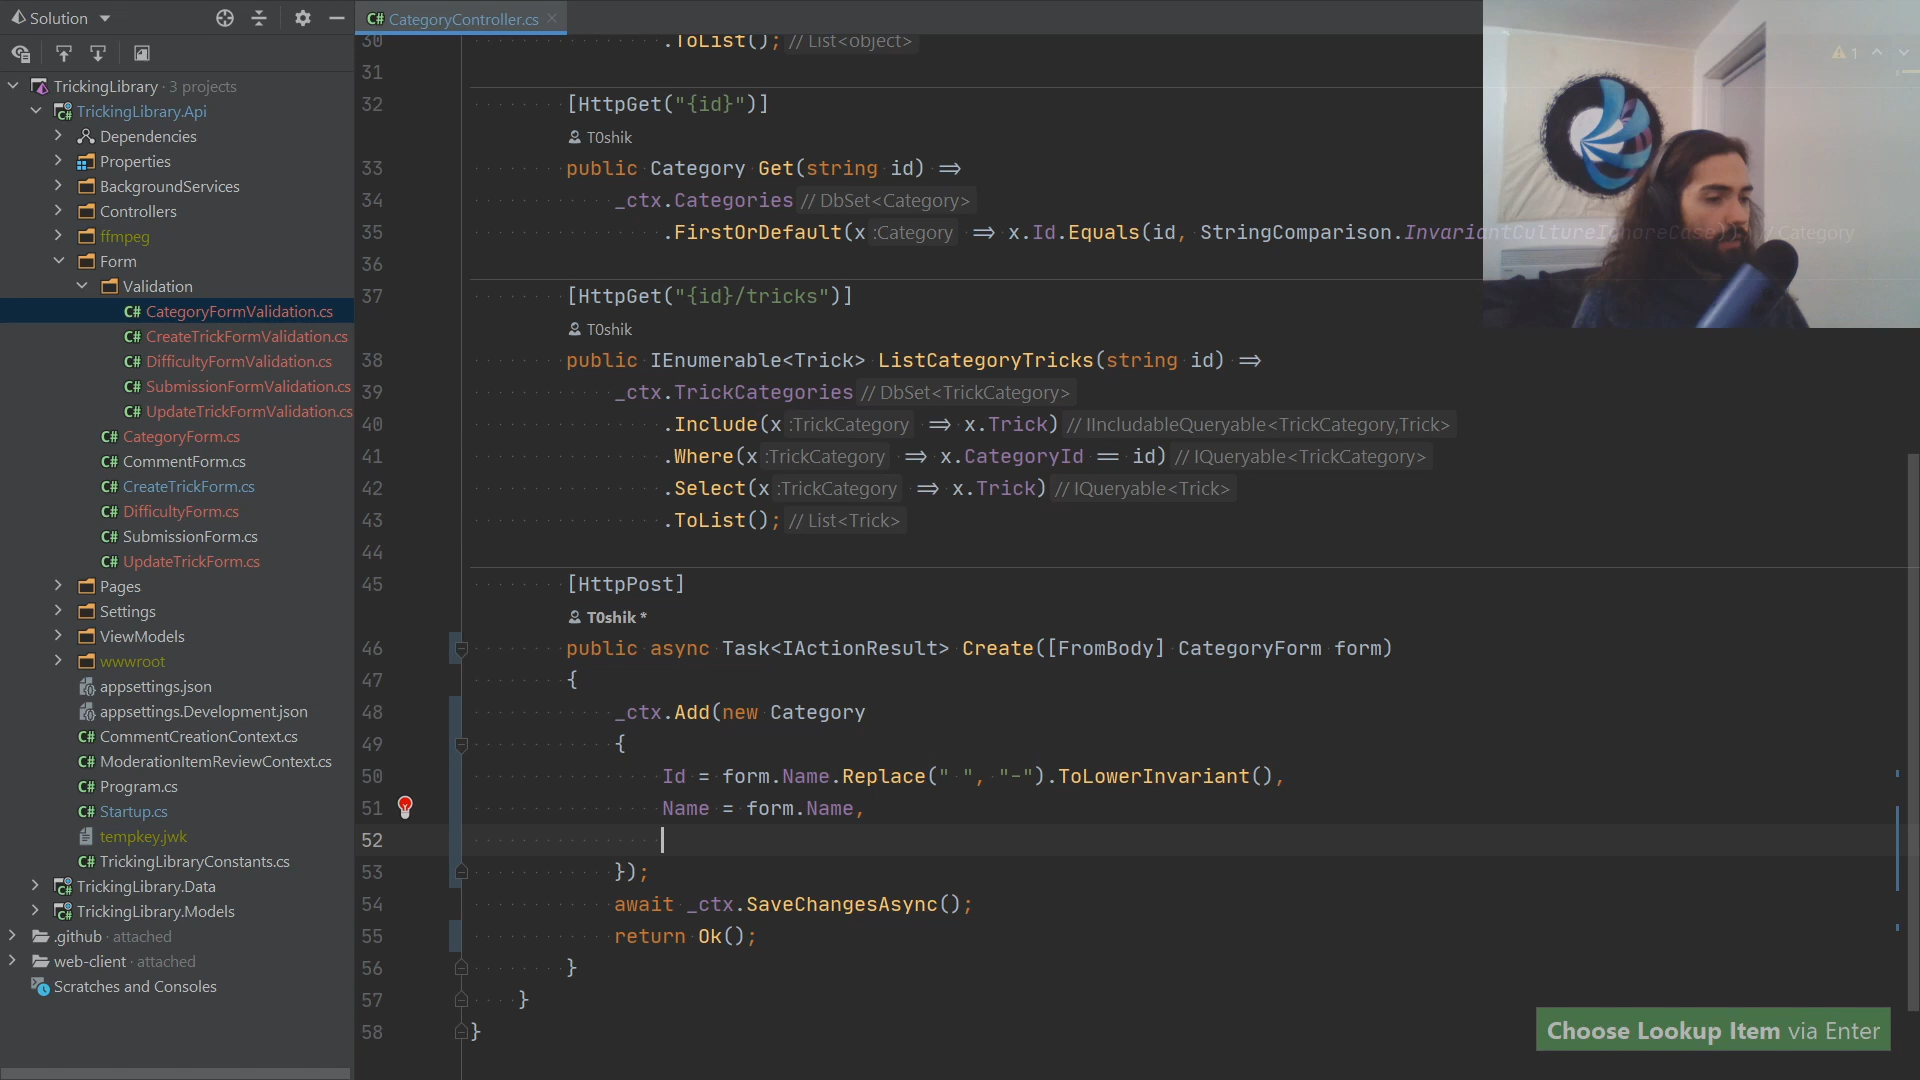 Solution
CategoryController.cs
TrickingLibrary · 3 projects
TrickingLibrary.Api
Dependencies
Properties
BackgroundServices
Controllers
ffmpeg
Form
Validation
C# CategoryFormValidation.cs
C# CreateTrickFormValidation.cs
C# DifficultyFormValidation.cs
C# SubmissionFormValidation.cs
C# UpdateTrickFormValidation.cs
C# CategoryForm.cs
C# CommentForm.cs
C# CreateTrickForm.cs
C# DifficultyForm.cs
C# SubmissionForm.cs
C# UpdateTrickForm.cs
Pages
Settings
ViewModels
wwwroot
appsettings.json
appsettings.Development.json
C# CommentCreationContext.cs
C# ModerationItemReviewContext.cs
C# Program.cs
C# Startup.cs
tempkey.jwk
C# TrickingLibraryConstants.cs
TrickingLibrary.Data
TrickingLibrary.Models
.github · attached
web-client · attached
Scratches and Consoles
30 .ToList(); // List<object>
31
32 [HttpGet("{id}")]
T0shik
33 public Category Get(string id) =>
34 _ctx.Categories // DbSet<Category>
35 .FirstOrDefault(x :Category => x.Id.Equals(id, StringComparison.InvariantCultureIgnoreCase)); // Category
36
37 [HttpGet("{id}/tricks")]
T0shik
38 public IEnumerable<Trick> ListCategoryTricks(string id) =>
39 _ctx.TrickCategories // DbSet<TrickCategory>
40 .Include(x :TrickCategory => x.Trick) // IIncludableQueryable<TrickCategory,Trick>
41 .Where(x :TrickCategory => x.CategoryId == id) // IQueryable<TrickCategory>
42 .Select(x :TrickCategory => x.Trick) // IQueryable<Trick>
43 .ToList(); // List<Trick>
44
45 [HttpPost]
T0shik *
46 public async Task<IActionResult> Create([FromBody] CategoryForm form)
47 {
48 _ctx.Add(new Category
49 {
50 Id = form.Name.Replace(" ", "-").ToLowerInvariant(),
51 Name = form.Name,
52
53 });
54 await _ctx.SaveChangesAsync();
55 return Ok();
56 }
57 }
58 }
1
Choose Lookup Item via Enter